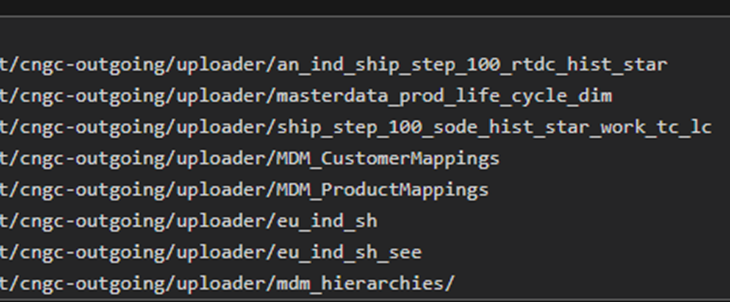 t/cngc-outgoing/uploader/an_ind_ship_step_100_rtdc_hist_star
t/cngc-outgoing/uploader/masterdata_prod_life_cycle_dim
t/cngc-outgoing/uploader/ship_step_100_sode_hist_star_work_tc_lc
t/cngc-outgoing/uploader/MDM_CustomerMappings
t/cngc-outgoing/uploader/MDM_ProductMappings
t/cngc-outgoing/uploader/eu_ind_sh
t/cngc-outgoing/uploader/eu_ind_sh_see
t/cngc-outgoing/uploader/mdm_hierarchies/